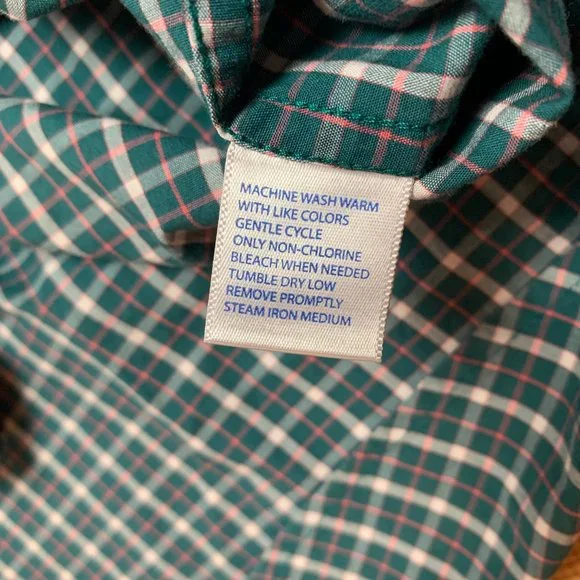 MACHINE WASH WARM
WITH LIKE COLORS
GENTLE CYCLE
ONLY NON-CHLORINE
BLEACH WHEN NEEDED
TUMBLE DRY LOW
REMOVE PROMPTLY
STEAM IRON MEDIUM